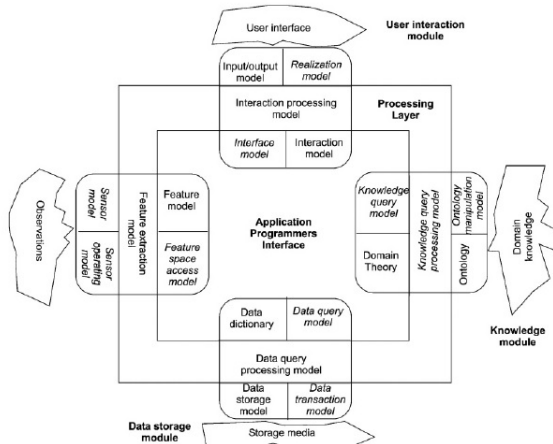 User interface
User interaction
module
Input/output
model
Realization
model
Interaction processing
model
Processing
Layer
Interface
model
Interaction
model
Observations
Sensor
model
Sensor
operating
model
Feature extraction
model
Feature
model
Feature
space
access
model
Application
Programmers
Interface
Knowledge
query model
Domain
Theory
Knowledge query
processing model
Ontology
manipulation
model
Ontology
Domain
knowledge
Knowledge
module
Data
dictionary
Data query
model
Data query
processing model
Data
storage
model
Data
transaction
model
Data storage
module
Storage media